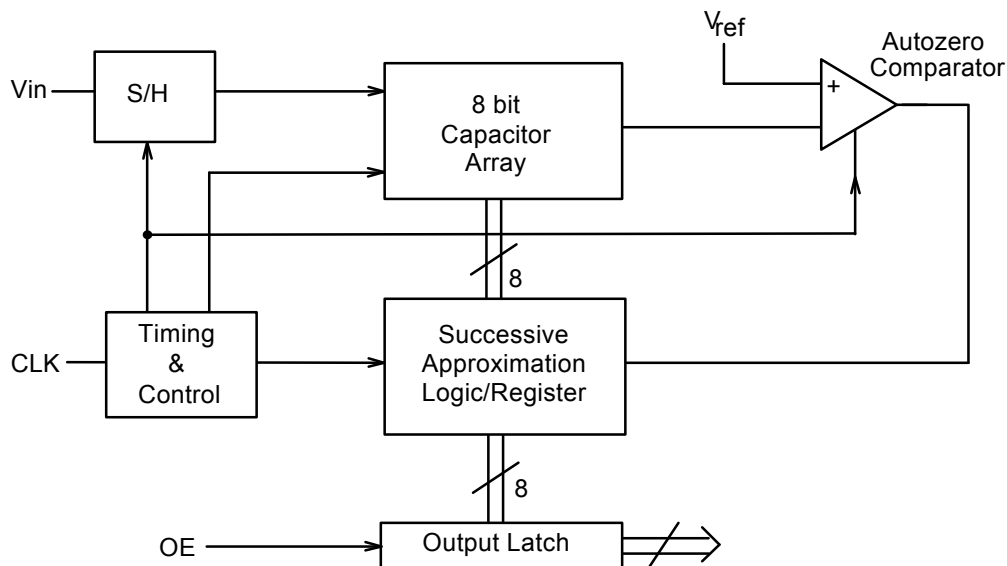 V ref
Autozero
Comparator
Vin
S/H
8 bit
Capacitor
Array
+
8
CLK
Timing
&
Control
Successive
Approximation
Logic/Register
8
OE
Output Latch